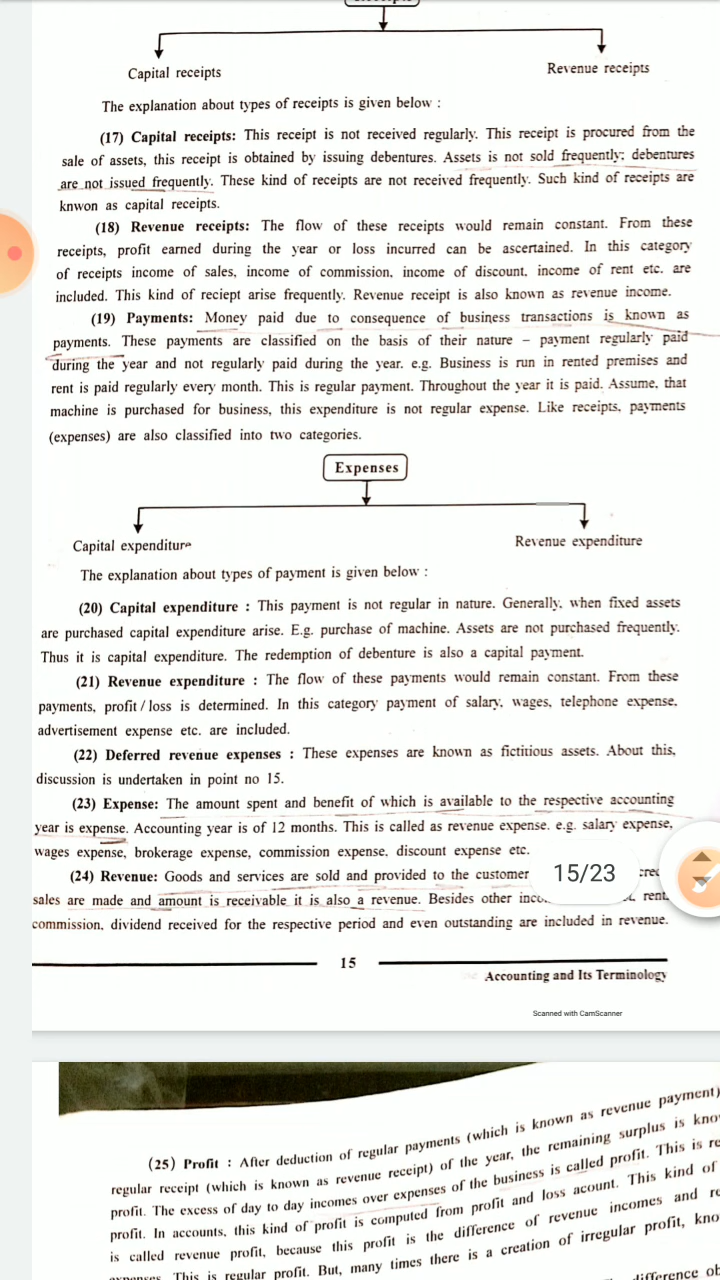 Capital receipts
Revenue receipts
The explanation about types of receipts is given below :
(17) Capital receipts: This receipt is not received regularly. This receipt is procured from the
sale of assets, this receipt is obtained by issuing debentures. Assets is not sold frequently; debentures
are not issued frequently. These kind of receipts are not received frequently. Such kind of receipts are
knwon as capital receipts.
(18) Revenue receipts: The flow of these receipts would remain constant. From these
receipts, profit earned during the year or loss incurred can be ascertained. In this category
of receipts income of sales, income of commission, income of discount, income of rent etc. are
included. This kind of reciept arise frequently. Revenue receipt is also known as revenue income.
(19) Payments: Money paid due to consequence of business transactions is known as
payments. These payments are classified on the basis of their nature – payment regularly paid
during the year and not regularly paid during the year. e.g. Business is run in rented premises and
rent is paid regularly every month. This is regular payment. Throughout the year it is paid. Assume, that
machine is purchased for business, this expenditure is not regular expense. Like receipts, payments
(expenses) are also classified into two categories.
Expenses
Capital expenditure
Revenue expenditure
The explanation about types of payment is given below :
(20) Capital expenditure : This payment is not regular in nature. Generally, when fixed assets
are purchased capital expenditure arise. E.g. purchase of machine. Assets are not purchased frequently.
Thus it is capital expenditure. The redemption of debenture is also a capital payment.
(21) Revenue expenditure : The flow of these payments would remain constant. From these
payments, profit / loss is determined. In this category payment of salary, wages, telephone expense,
advertisement expense etc. are included.
(22) Deferred revenue expenses : These expenses are known as fictitious assets. About this,
discussion is undertaken in point no 15.
(23) Expense: The amount spent and benefit of which is available to the respective accounting
year is expense. Accounting year is of 12 months. This is called as revenue expense. e.g. salary expense,
wages expense, brokerage expense, commission expense, discount expense etc.
(24) Revenue: Goods and services are sold and provided to the customer
15/23
sales are made and amount is receivable it is also a revenue. Besides other rent,
commission, dividend received for the respective period and even outstanding are included in revenue.
15
Accounting and Its Terminology
Scanned with CamScanner
(25) Profit : After deduction of regular payments (which is known as revenue payment)
regular receipt (which is known as revenue receipt) of the year, the remaining surplus is
profit. The excess of day to day incomes over expenses of the business is called profit. This is
profit. In accounts, this kind of profit is computed from profit and loss acount. This kind of
is called revenue profit, because this profit is the difference of revenue incomes and
This is regular profit. But, many times there is a creation of irregular profit,
difference